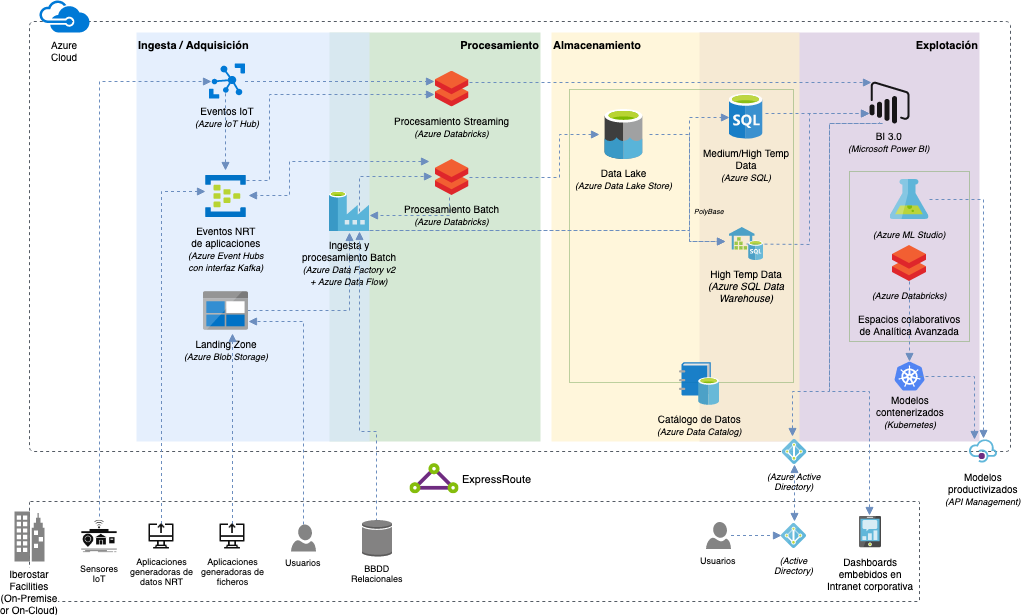 Azure
Cloud
Ingesta / Adquisición
Procesamiento
Almacenamiento
Explotación
Eventos IoT
(Azure IoT Hub)
Procesamiento Streaming
(Azure Databricks)
Eventos NRT
de aplicaciones
(Azure Event Hubs
con interfaz Kafka)
Procesamiento Batch
(Azure Databricks)
Ingesta y
procesamiento Batch
(Azure Data Factory v2
+ Azure Data Flow)
Landing Zone
(Azure Blob Storage)
Data Lake
(Azure Data Lake Store)
SQL
Medium/High Temp
Data
(Azure SQL)
PolyBase
SQL
High Temp Data
(Azure SQL Data
Warehouse)
Catálogo de Datos
(Azure Data Catalog)
BI 3.0
(Microsoft Power BI)
(Azure ML Studio)
(Azure Databricks)
Espacios colaborativos
de Analítica Avanzada
Modelos
contenerizados
(Kubernetes)
Modelos
productivizados
(API Management)
(Azure Active
Directory)
ExpressRoute
Iberostar
Facilities
(On-Premise
or On-Cloud)
Sensores
IoT
Aplicaciones
generadoras de
datos NRT
Aplicaciones
generadoras de
ficheros
Usuarios
BBDD
Relacionales
Usuarios
(Active
Directory)
Dashboards
embebidos en
Intranet corporativa